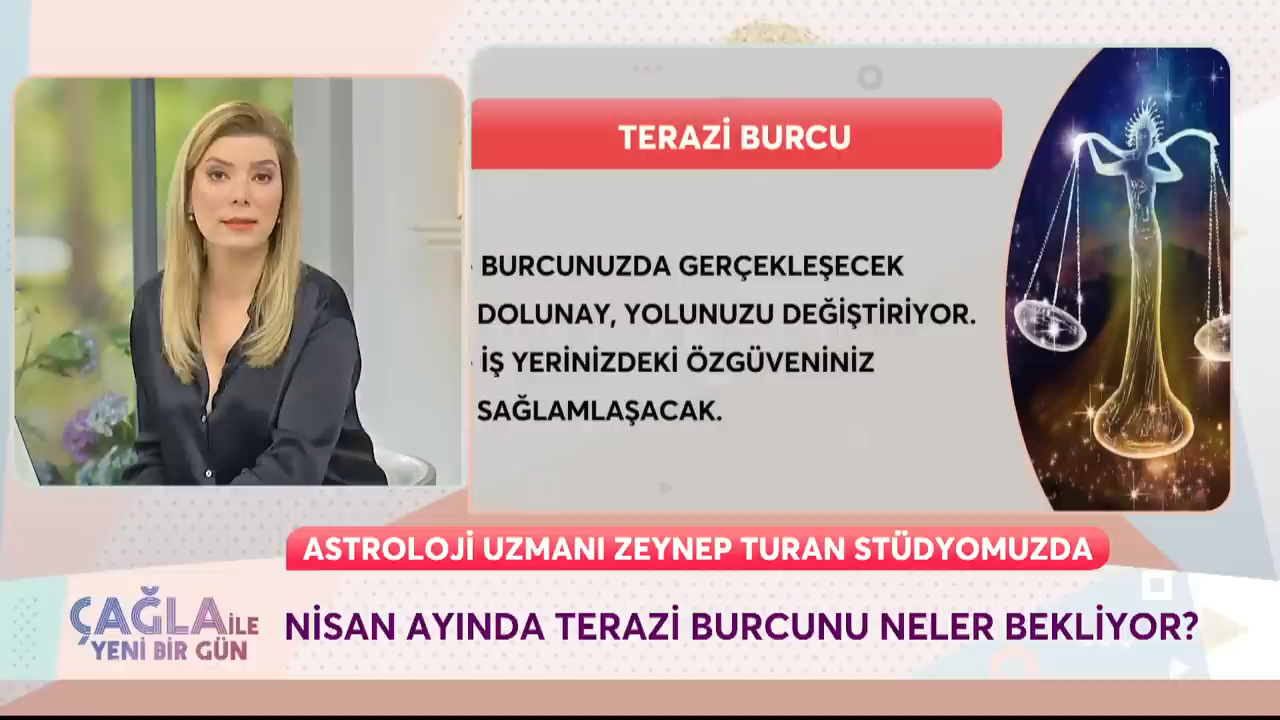 TERAZİ BURCU
· BURCUNUZDA GERÇEKLEŞECEK
DOLUNAY, YOLUNUZU DEĞİŞTİRİYOR.
· İŞ YERİNİZDEKİ ÖZGÜVENİNİZ
SAĞLAMLAŞACAK.
ASTROLOJİ UZMANI ZEYNEP TURAN STÜDYOMUZDA
ÇAĞLA İLE
YENİ BİR GÜN
NİSAN AYINDA TERAZİ BURCUNU NELER BEKLİYOR?